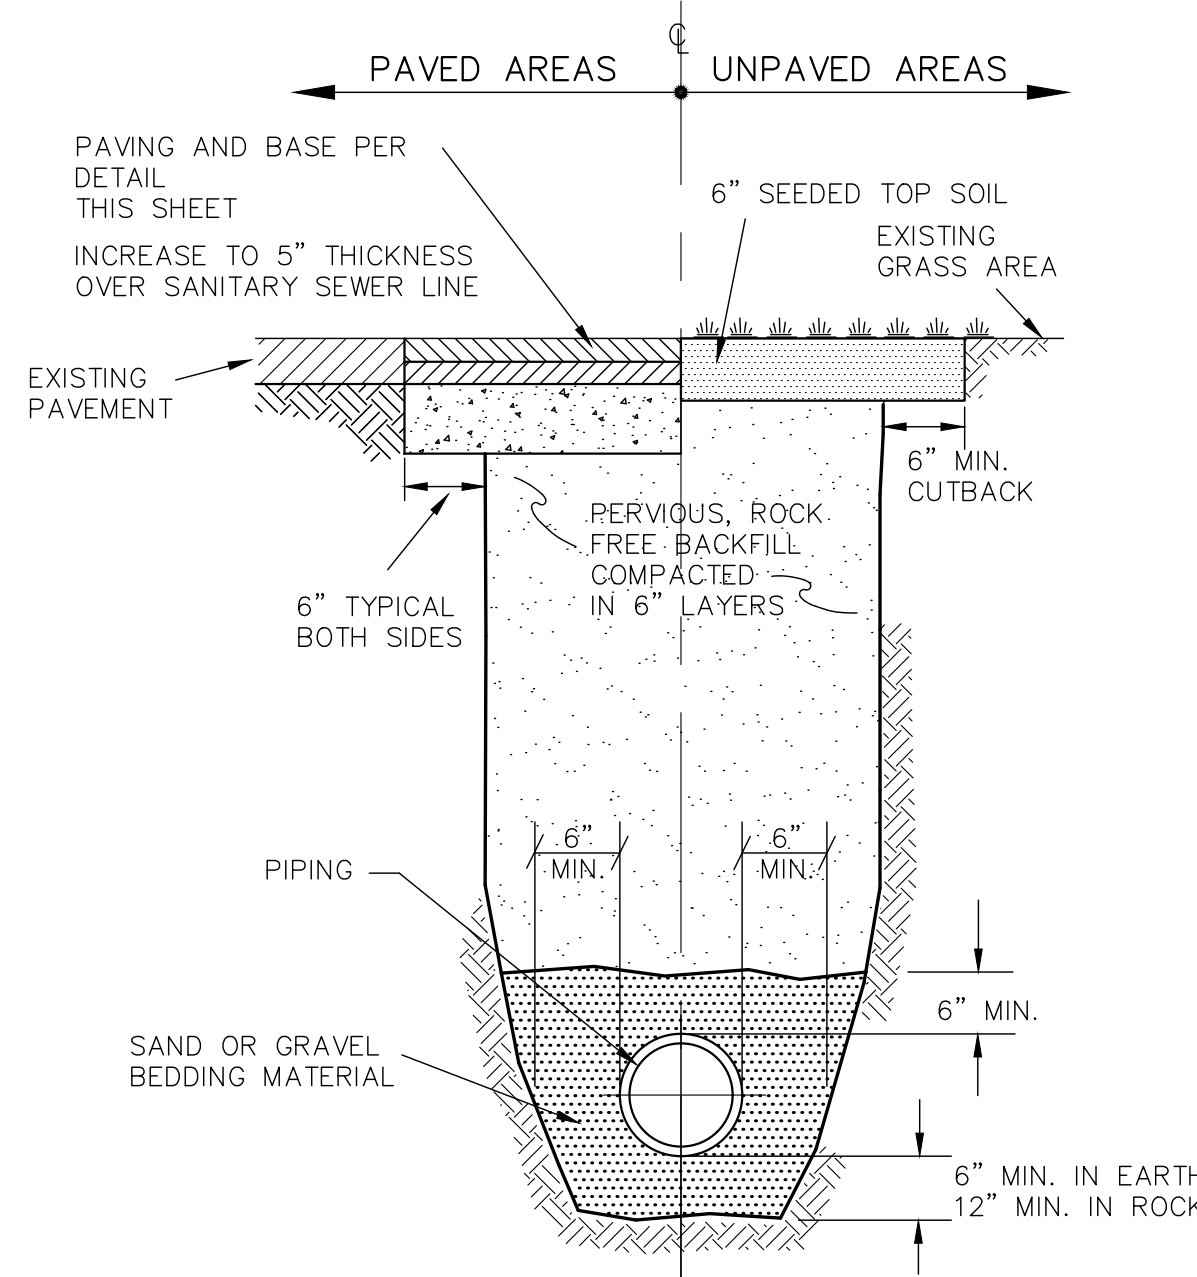 ℄
PAVED AREAS
UNPAVED AREAS
PAVING AND BASE PER
DETAIL
THIS SHEET
INCREASE TO 5” THICKNESS
OVER SANITARY SEWER LINE
6” SEEDED TOP SOIL
EXISTING
GRASS AREA
EXISTING
PAVEMENT
6” MIN.
CUTBACK
PERVIOUS, ROCK
FREE BACKFILL
COMPACTED
IN 6” LAYERS
6” TYPICAL
BOTH SIDES
6”
MIN.
6”
MIN.
PIPING
6” MIN.
SAND OR GRAVEL
BEDDING MATERIAL
6” MIN. IN EARTH
12” MIN. IN ROCK